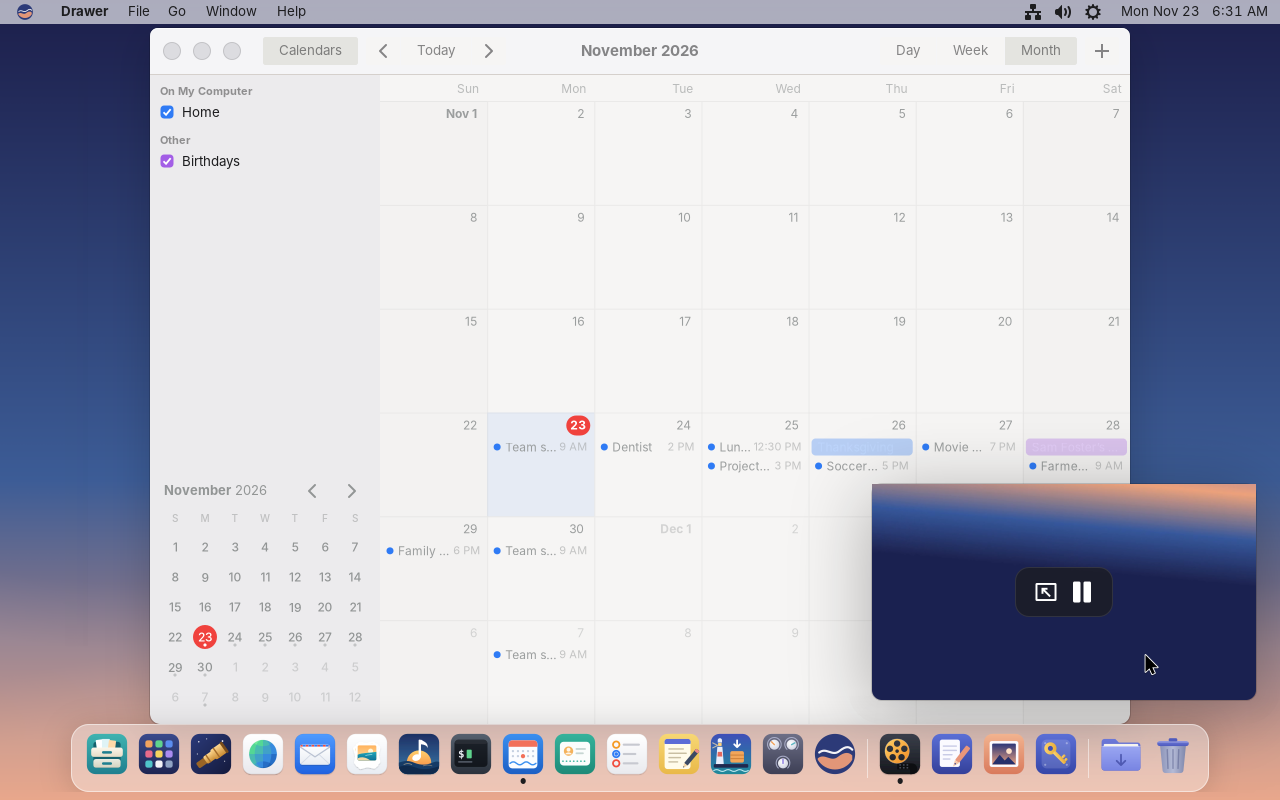 Drawer File Go Window Help Mon Nov 23 6:31 AM
Calendars Today November 2026 Day Week Month
On My Computer
Home
Other
Birthdays
Sun Mon Tue Wed Thu Fri Sat
Nov 1 2 3 4 5 6 7
8 9 10 11 12 13 14
15 16 17 18 19 20 21
22 23 24 25 26 27 28
Team s... 9 AM Dentist 2 PM Lun... 12:30 PM Thanksgiving Movie ... 7 PM
Project... 3 PM Soccer... 5 PM Farme... 9 AM
29 30 Dec 1 2
Family ... 6 PM Team s... 9 AM
6 7 8 9
Team s... 9 AM
November 2026
S M T W T F S
1 2 3 4 5 6 7
8 9 10 11 12 13 14
15 16 17 18 19 20 21
22 23 24 25 26 27 28
29 30 1 2 3 4 5
6 7 8 9 10 11 12
$